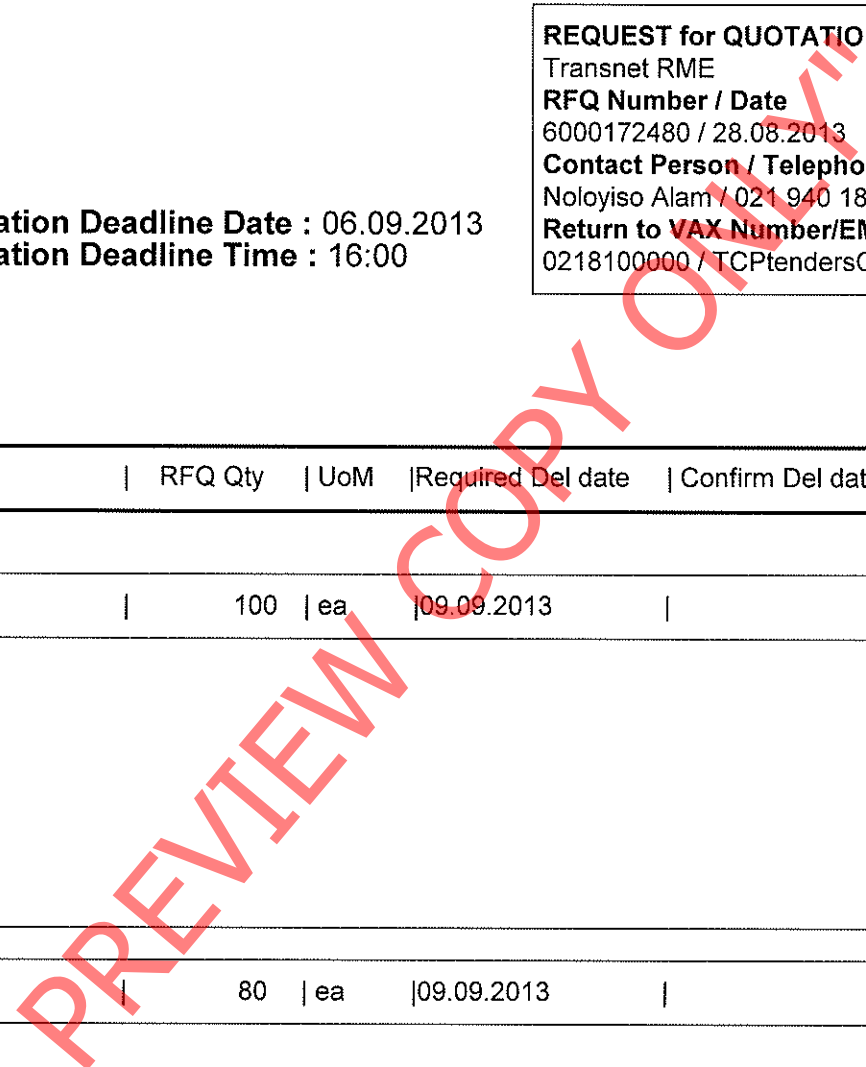 REQUEST for QUOTATIO
Transnet RME
RFQ Number / Date
6000172480 / 28.08.2013
Contact Person / Telepho
Noloyiso Alam / 021 940 18
Return to VAX Number/EM
0218100000 / TCPtendersC
ation Deadline Date : 06.09.2013
ation Deadline Time : 16:00
| RFQ Qty | UoM |Required Del date | Confirm Del dat
| 100 | ea |09.09.2013 |
| 80 | ea |09.09.2013 |
PREVIEW COPY ONLY"